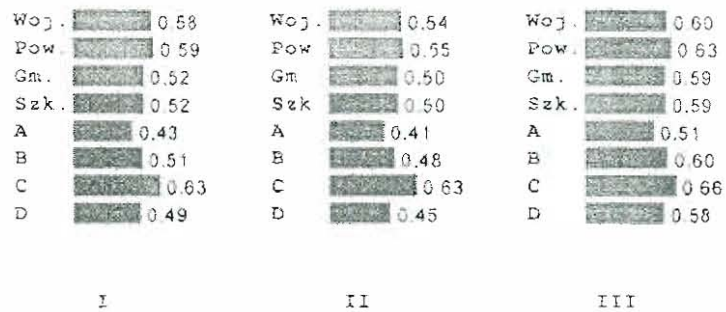 Woj. 0.58 Woj. 0.54 Woj. 0.60
Pow. 0.59 Pow 0.55 Pow. 0.63
Gm. 0.52 Gm 0.50 Gm. 0.59
Szk. 0.52 Szk 0.50 Szk. 0.59
A 0.43 A 0.41 A 0.51
B 0.51 B 0.48 B 0.60
C 0.63 C 0 63 C 0 66
D 0.49 D 0.45 D 0.58
I II III